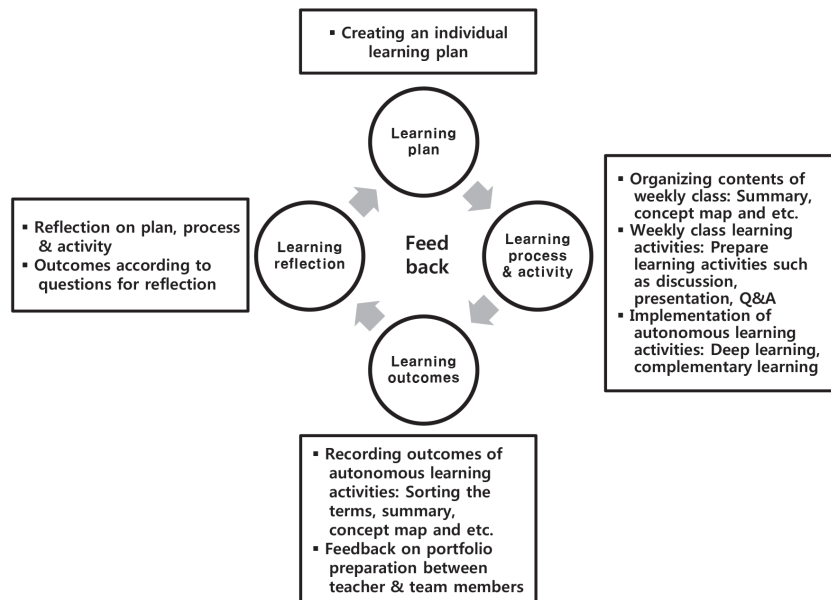 ▪ Creating an individual
learning plan
Learning
plan
▪ Reflection on plan, process
& activity
▪ Outcomes according to
questions for reflection
Learning
reflection
Feed
back
Learning
process
& activity
▪ Organizing contents of
weekly class: Summary,
concept map and etc.
▪ Weekly class learning
activities: Prepare
learning activities such
as discussion,
presentation, Q&A
▪ Implementation of
autonomous learning
activities: Deep learning,
complementary learning
Learning
outcomes
▪ Recording outcomes of
autonomous learning
activities: Sorting the
terms, summary,
concept map and etc.
▪ Feedback on portfolio
preparation between
teacher & team members